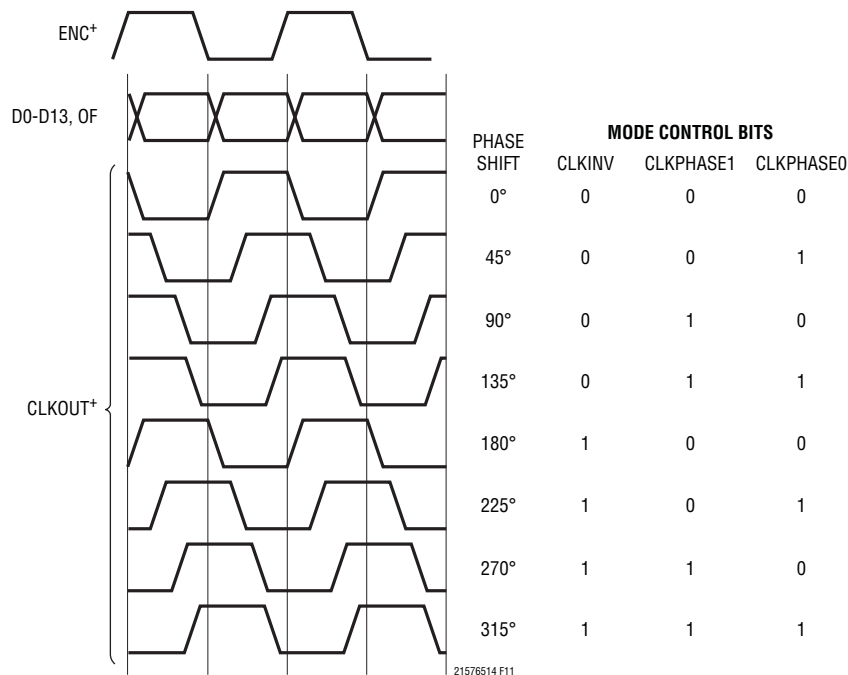 ENC+
D0-D13, OF
CLKOUT+
MODE CONTROL BITS
PHASE SHIFT CLKINV CLKPHASE1 CLKPHASE0
0° 0 0 0
45° 0 0 1
90° 0 1 0
135° 0 1 1
180° 1 0 0
225° 1 0 1
270° 1 1 0
315° 1 1 1
21576514 F11